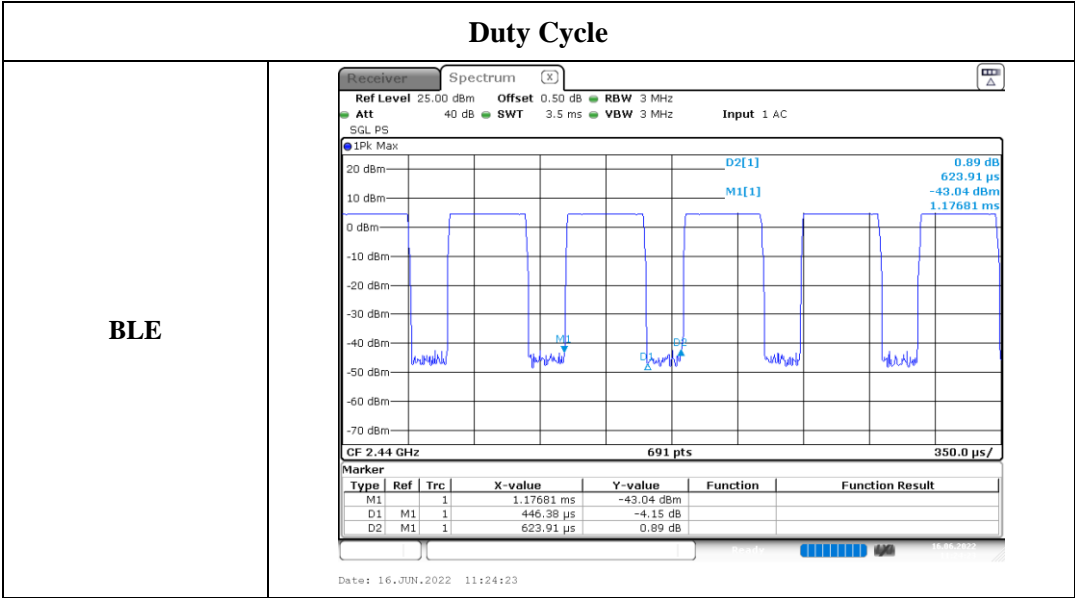 Duty Cycle
BLE
Receiver Spectrum X
Ref Level 25.00 dBm Offset 0.50 dB RBW 3 MHz
Att 40 dB SWT 3.5 ms VBW 3 MHz Input 1 AC
SGL PS
1Pk Max
D2[1] 0.89 dB
623.91 µs
M1[1] -43.04 dBm
1.17681 ms
20 dBm
10 dBm
0 dBm
-10 dBm
-20 dBm
-30 dBm
-40 dBm
-50 dBm
-60 dBm
-70 dBm
M1
D1
D2
CF 2.44 GHz 691 pts 350.0 µs/
Marker
Type Ref Trc X-value Y-value Function Function Result
M1 1 1.17681 ms -43.04 dBm
D1 M1 1 446.38 µs -4.15 dB
D2 M1 1 623.91 µs 0.89 dB
Ready 16.06.2022
Date: 16.JUN.2022 11:24:23